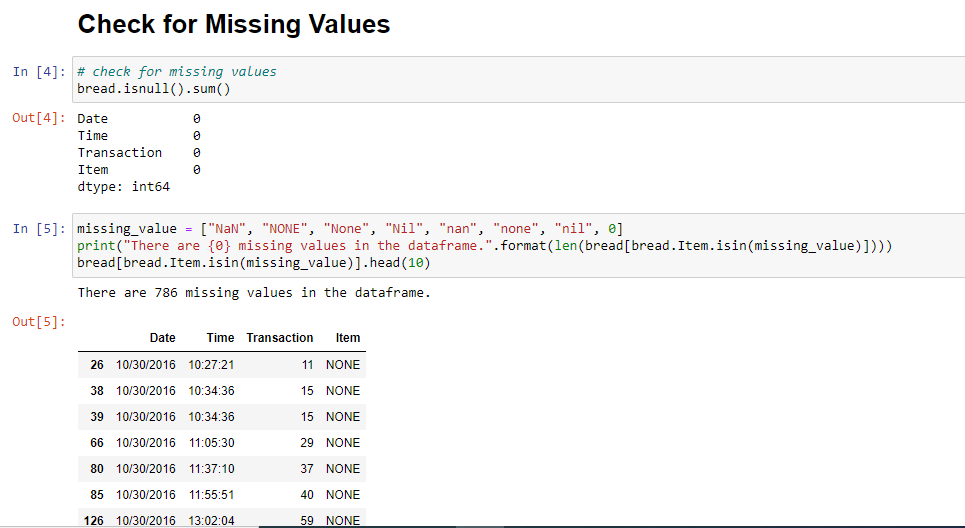 Check for Missing Values
In [4]: # check for missing values
bread.isnull().sum()
Out[4]: Date 0
Time 0
Transaction 0
Item 0
dtype: int64
In [5]: missing_value = ["NaN", "NONE", "None", "Nil", "nan", "none", "nil", 0]
print("There are {0} missing values in the dataframe.".format(len(bread[bread.Item.isin(missing_value)])))
bread[bread.Item.isin(missing_value)].head(10)
There are 786 missing values in the dataframe.
Out[5]:
Date Time Transaction Item
26 10/30/2016 10:27:21 11 NONE
38 10/30/2016 10:34:36 15 NONE
39 10/30/2016 10:34:36 15 NONE
66 10/30/2016 11:05:30 29 NONE
80 10/30/2016 11:37:10 37 NONE
85 10/30/2016 11:55:51 40 NONE
126 10/30/2016 13:02:04 59 NONE